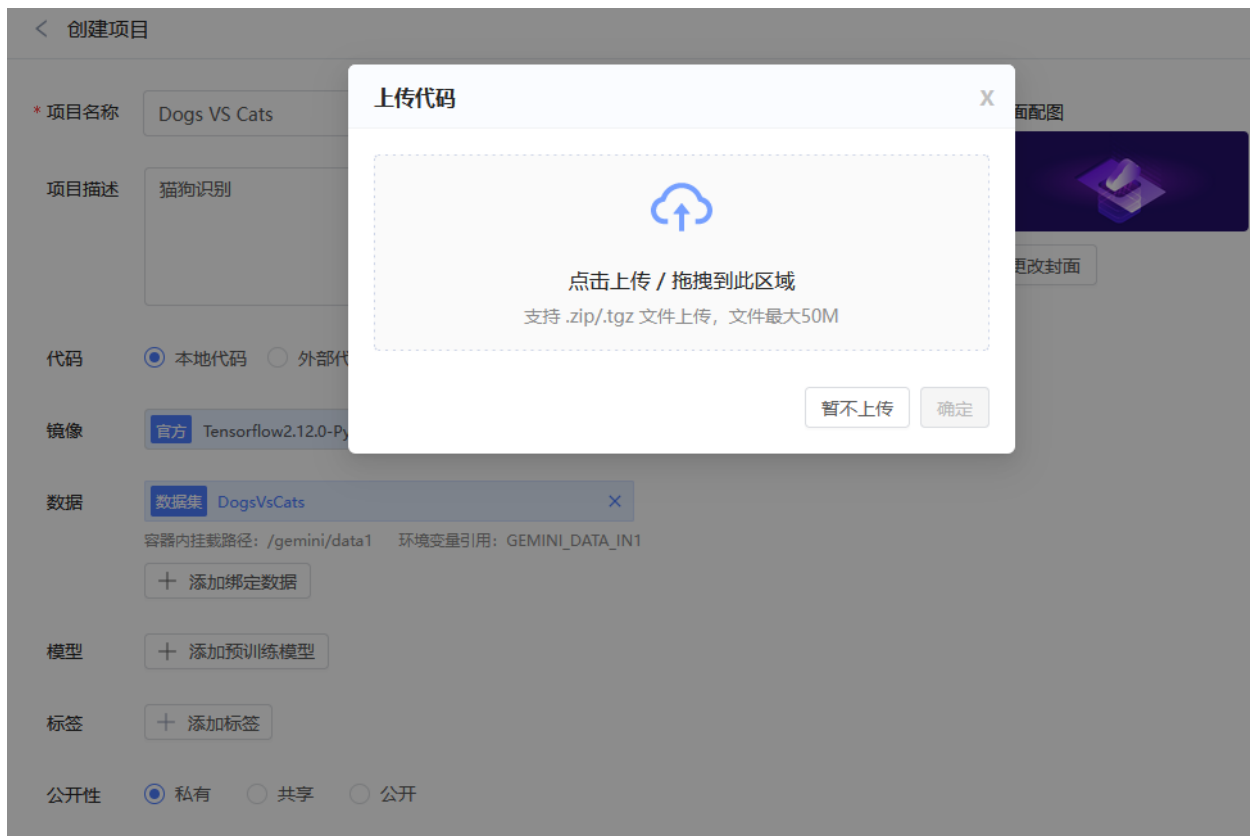 创建项目
上传代码
X
* 项目名称
Dogs VS Cats
面配图
项目描述
猫狗识别
点击上传 / 拖拽到此区域
支持 .zip/.tgz 文件上传，文件最大50M
更改封面
代码
本地代码
外部代
暂不上传
确定
镜像
官方
Tensorflow2.12.0-Py
数据
数据集
DogsVsCats
容器内挂载路径：/gemini/data1 环境变量引用：GEMINI_DATA_IN1
添加绑定数据
模型
添加预训练模型
标签
添加标签
公开性
私有
共享
公开